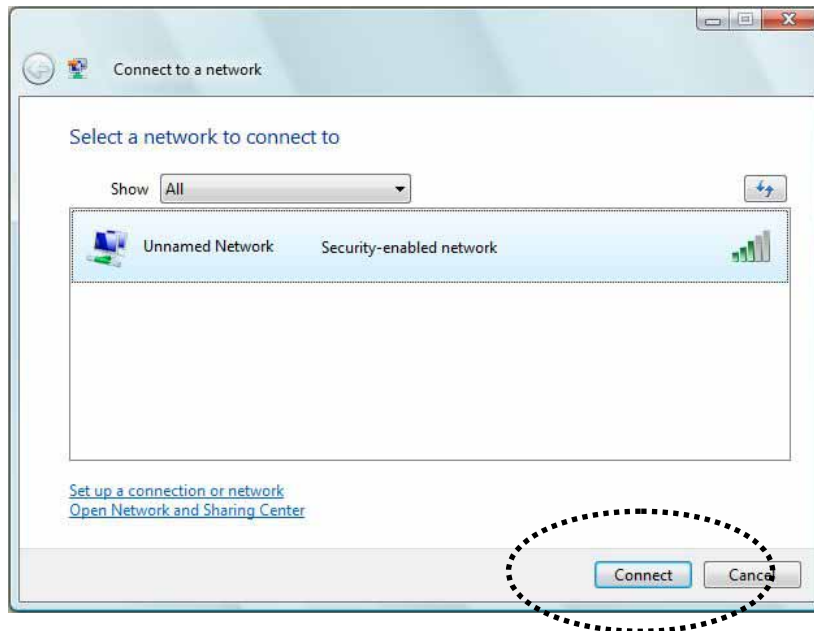 Connect to a network
Select a network to connect to
Show All
Unnamed Network Security-enabled network
Set up a connection or network
Open Network and Sharing Center
Connect Cancel